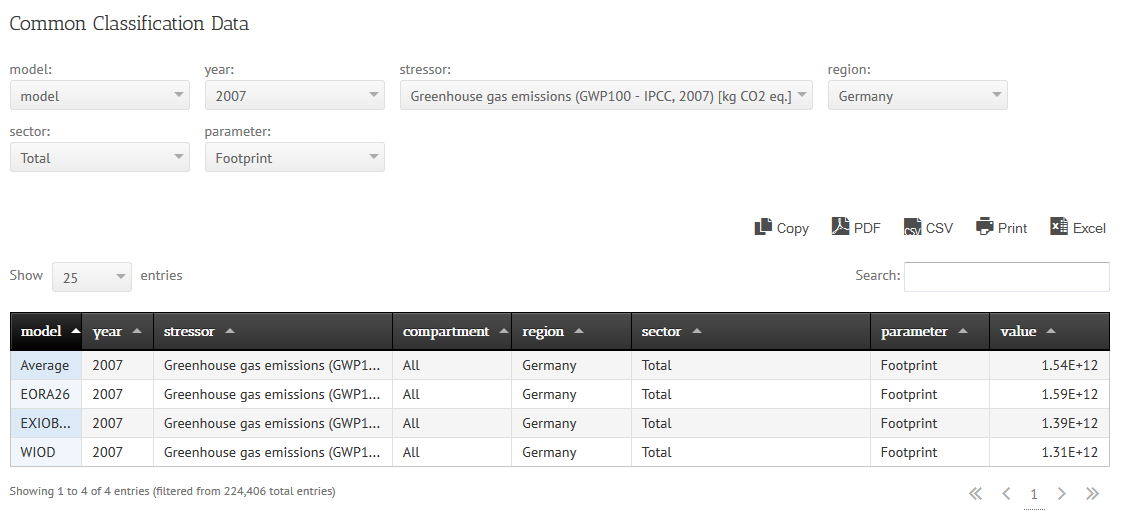 Common Classification Data
model: year: stressor: region:
model 2007 Greenhouse gas emissions (GWP100 - IPCC, 2007) [kg CO2 eq.] Germany
sector: parameter:
Total Footprint
Copy PDF CSV Print Excel
Show 25 entries Search:
model year stressor compartment region sector parameter value
Average 2007 Greenhouse gas emissions (GWP1... All Germany Total Footprint 1.54E+12
EORA26 2007 Greenhouse gas emissions (GWP1... All Germany Total Footprint 1.59E+12
EXIOB... 2007 Greenhouse gas emissions (GWP1... All Germany Total Footprint 1.39E+12
WIOD 2007 Greenhouse gas emissions (GWP1... All Germany Total Footprint 1.31E+12
Showing 1 to 4 of 4 entries (filtered from 224,406 total entries) 1